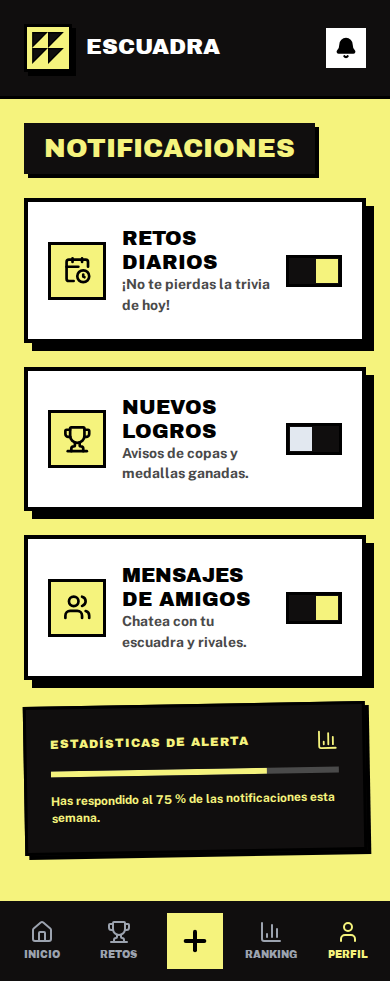 ESCUADRA
NOTIFICACIONES
RETOS
DIARIOS
¡No te pierdas la trivia
de hoy!
NUEVOS
LOGROS
Avisos de copas y
medallas ganadas.
MENSAJES
DE AMIGOS
Chatea con tu
escuadra y rivales.
ESTADÍSTICAS DE ALERTA
Has respondido al 75 % de las notificaciones esta
semana.
INICIO
RETOS
RANKING
PERFIL